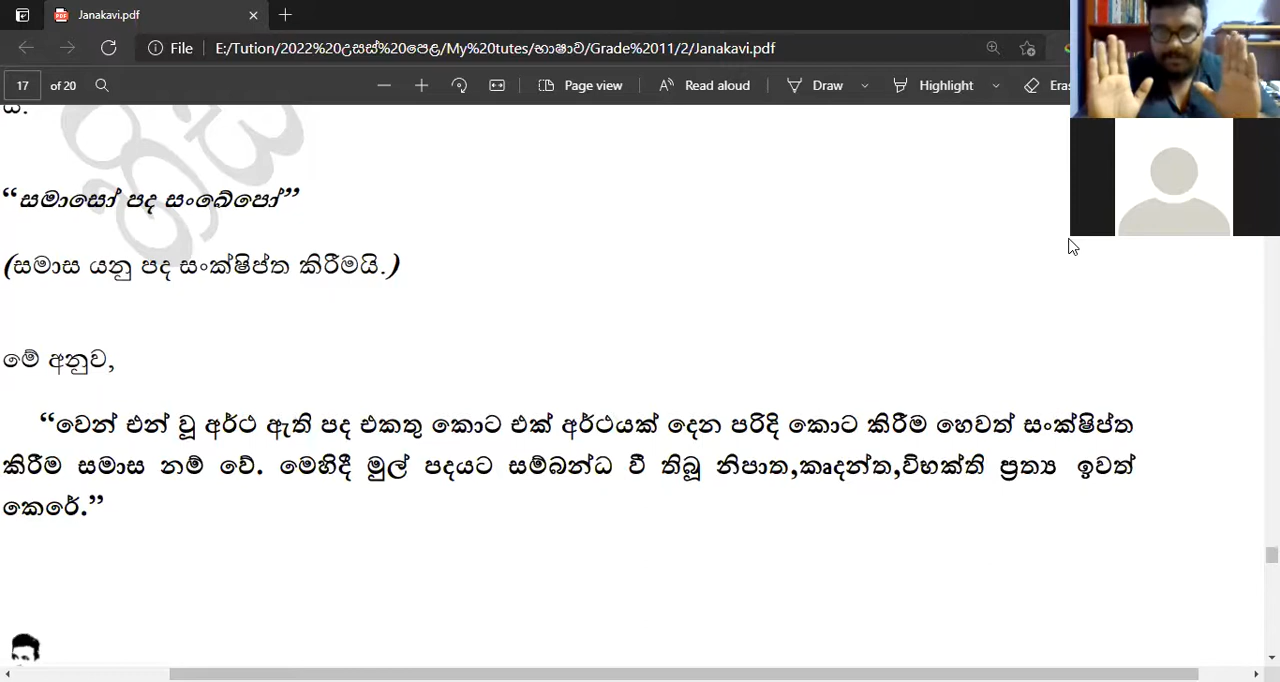 Janakavi.pdf
File E:/Tution/2022%20උසස්%20පෙළ/My%20tutes/භාෂාව/Grade%2011/2/Janakavi.pdf
17 of 20 Page view Read aloud Draw Highlight Eras
“සමාසෝ පද සංඛේපෝ”
(සමාස යනු පද සංක්ෂිප්ත කිරීමයි.)
මේ අනුව,
“වෙන් එන් වූ අර්ථ ඇති පද එකතු කොට එක් අර්ථයක් දෙන පරිදි කොට කිරීම හෙවත් සංක්ෂිප්ත
කිරීම සමාස නම් වේ. මෙහිදී මුල් පදයට සම්බන්ධ වී තිබූ නිපාත,කෘදන්ත,විභක්ති ප්‍රත්‍ය ඉවත්
කෙරේ.”